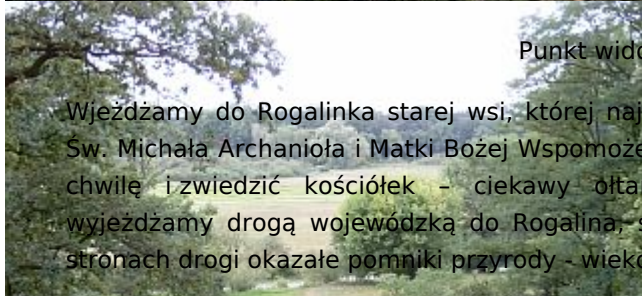 Punkt
Wjeżdżamy do Rogalinka starej wsi, której
Św. Michała Archanioła i Matki Bożej
chwilę i zwiedzić kościółek – ciekawy
wyjeżdżamy drogą wojewódzką do Rogalina,
stronach drogi okazałe pomniki przyrody -